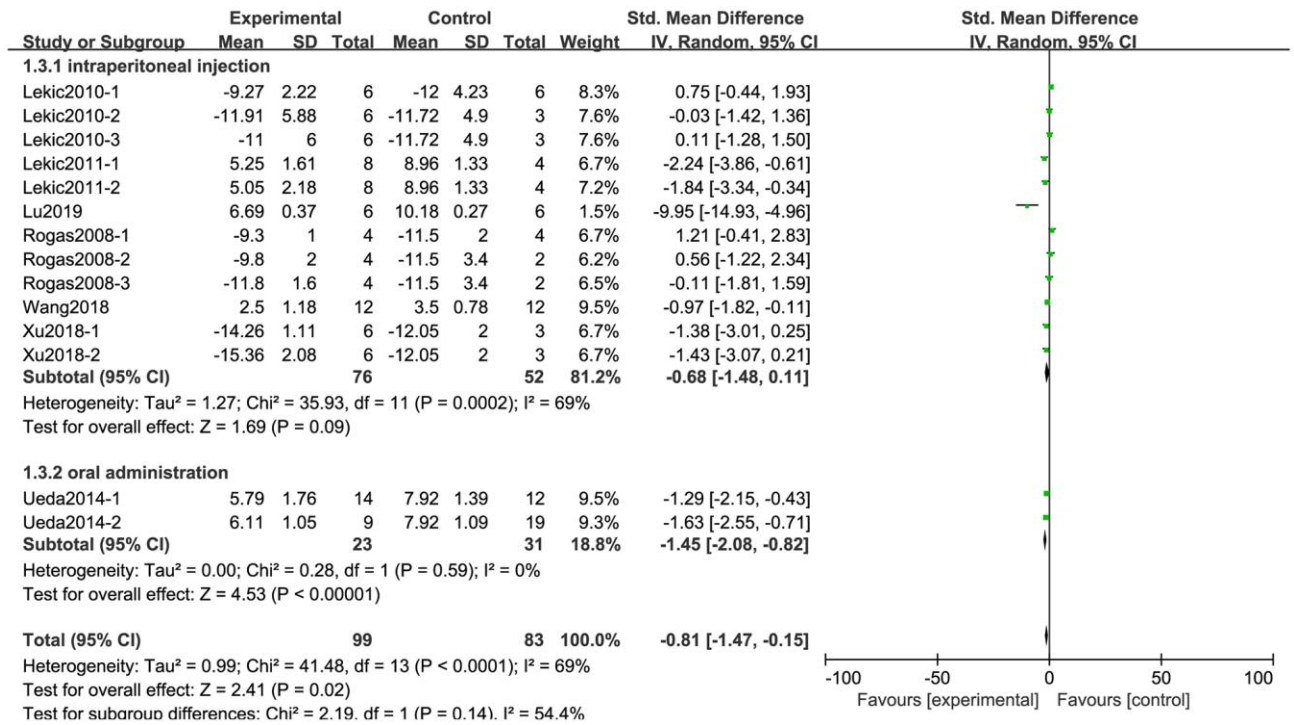 Experimental Control Std. Mean Difference Std. Mean Difference
Study or Subgroup Mean SD Total Mean SD Total Weight IV, Random, 95% CI IV, Random, 95% CI
1.3.1 intraperitoneal injection
Lekic2010-1 -9.27 2.22 6 -12 4.23 6 8.3% 0.75 [-0.44, 1.93]
Lekic2010-2 -11.91 5.88 6 -11.72 4.9 3 7.6% -0.03 [-1.42, 1.36]
Lekic2010-3 -11 6 6 -11.72 4.9 3 7.6% 0.11 [-1.28, 1.50]
Lekic2011-1 5.25 1.61 8 8.96 1.33 4 6.7% -2.24 [-3.86, -0.61]
Lekic2011-2 5.05 2.18 8 8.96 1.33 4 7.2% -1.84 [-3.34, -0.34]
Lu2019 6.69 0.37 6 10.18 0.27 6 1.5% -9.95 [-14.93, -4.96]
Rogas2008-1 -9.3 1 4 -11.5 2 4 6.7% 1.21 [-0.41, 2.83]
Rogas2008-2 -9.8 2 4 -11.5 3.4 2 6.2% 0.56 [-1.22, 2.34]
Rogas2008-3 -11.8 1.6 4 -11.5 3.4 2 6.5% -0.11 [-1.81, 1.59]
Wang2018 2.5 1.18 12 3.5 0.78 12 9.5% -0.97 [-1.82, -0.11]
Xu2018-1 -14.26 1.11 6 -12.05 2 3 6.7% -1.38 [-3.01, 0.25]
Xu2018-2 -15.36 2.08 6 -12.05 2 3 6.7% -1.43 [-3.07, 0.21]
Subtotal (95% CI) 76 52 81.2% -0.68 [-1.48, 0.11]
Heterogeneity: Tau² = 1.27; Chi² = 35.93, df = 11 (P = 0.0002); I² = 69%
Test for overall effect: Z = 1.69 (P = 0.09)
1.3.2 oral administration
Ueda2014-1 5.79 1.76 14 7.92 1.39 12 9.5% -1.29 [-2.15, -0.43]
Ueda2014-2 6.11 1.05 9 7.92 1.09 19 9.3% -1.63 [-2.55, -0.71]
Subtotal (95% CI) 23 31 18.8% -1.45 [-2.08, -0.82]
Heterogeneity: Tau² = 0.00; Chi² = 0.28, df = 1 (P = 0.59); I² = 0%
Test for overall effect: Z = 4.53 (P < 0.00001)
Total (95% CI) 99 83 100.0% -0.81 [-1.47, -0.15]
Heterogeneity: Tau² = 0.99; Chi² = 41.48, df = 13 (P < 0.0001); I² = 69%
Test for overall effect: Z = 2.41 (P = 0.02)
Test for subgroup differences: Chi² = 2.19, df = 1 (P = 0.14), I² = 54.4%
-100 -50 0 50 100
Favours [experimental] Favours [control]